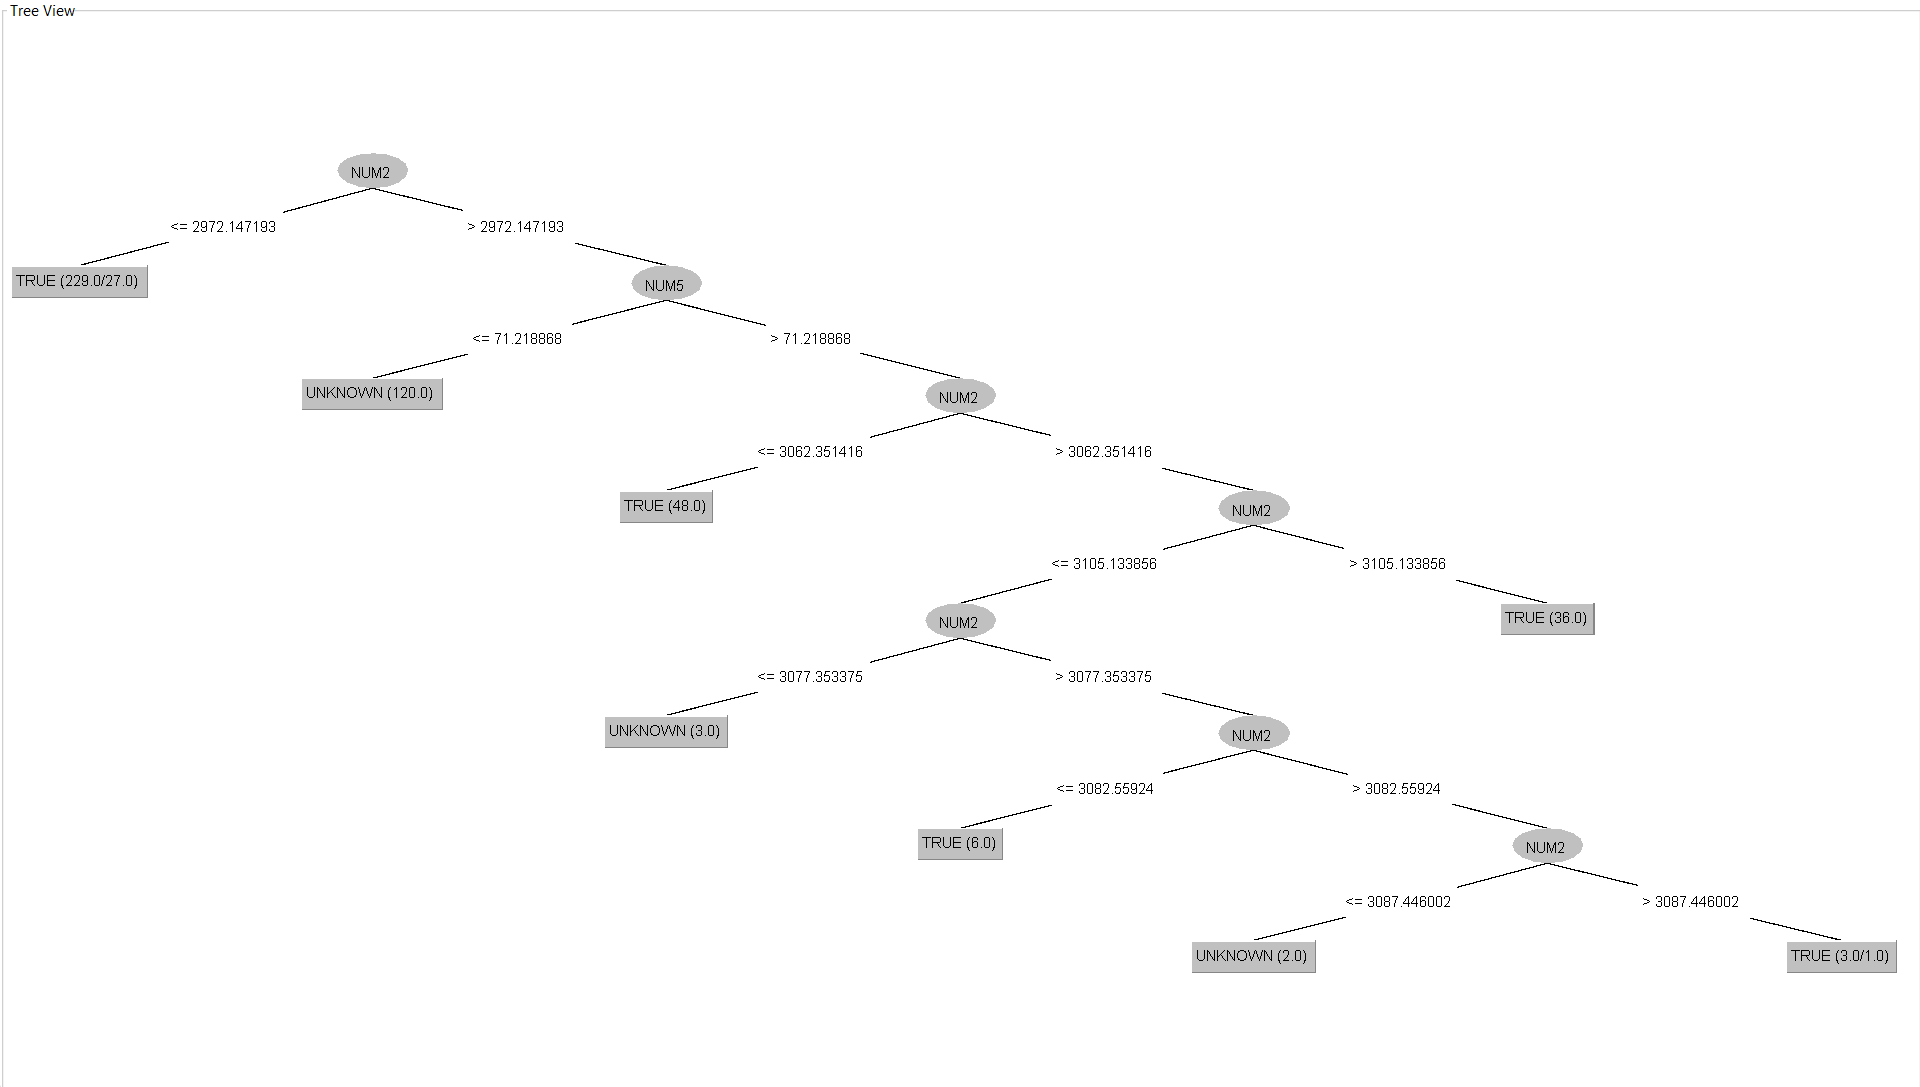 Tree View
NUM2
<= 2972.147193
> 2972.147193
TRUE (229.0/27.0)
NUM5
<= 71.218868
> 71.218868
UNKNOWN (120.0)
NUM2
<= 3062.351416
> 3062.351416
TRUE (48.0)
NUM2
<= 3105.133856
> 3105.133856
NUM2
TRUE (36.0)
<= 3077.353375
> 3077.353375
UNKNOWN (3.0)
NUM2
<= 3082.55924
> 3082.55924
TRUE (6.0)
NUM2
<= 3087.446002
> 3087.446002
UNKNOWN (2.0)
TRUE (3.0/1.0)